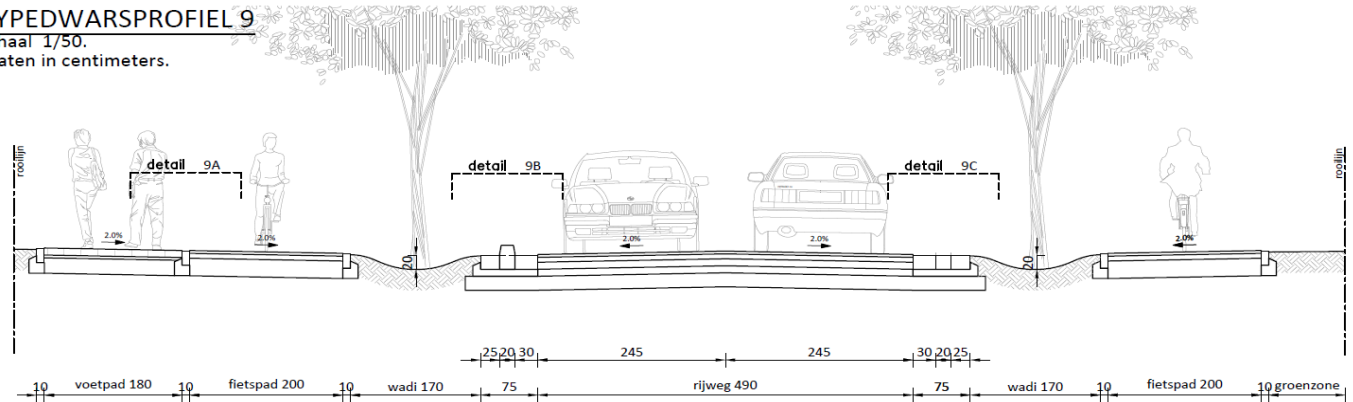 YPEDWARSPROFIEL 9
haal 1/50.
aten in centimeters.
rooilijn
detail 9A
detail 9B
detail 9C
rooilijn
2.0%
2.0%
2.0%
2.0%
2.0%
20
20
25 20 30 245 245 30 20 25
10 voetpad 180 10 fietspad 200 10 wadi 170 75 rijweg 490 75 wadi 170 10 fietspad 200 10 groenzone